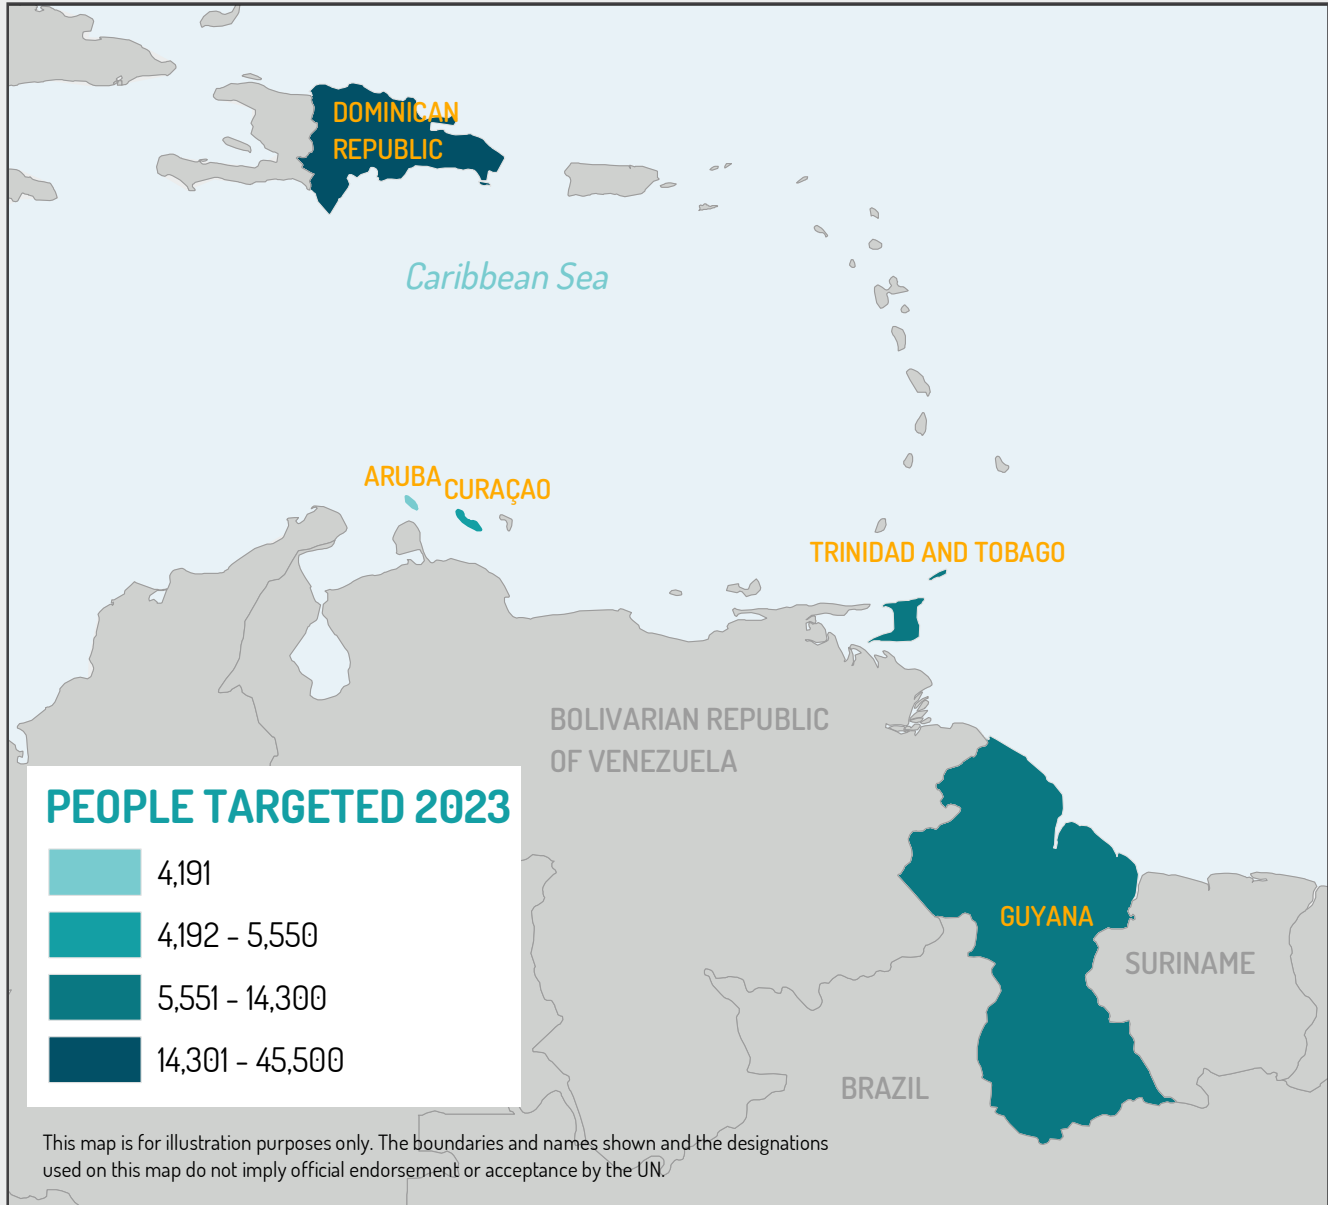 DOMINICAN
REPUBLIC
Caribbean Sea
ARUBA
CURAÇAO
TRINIDAD AND TOBAGO
BOLIVARIAN REPUBLIC
OF VENEZUELA
GUYANA
SURINAME
BRAZIL
PEOPLE TARGETED 2023
4,191
4,192 - 5,550
5,551 - 14,300
14,301 - 45,500
This map is for illustration purposes only. The boundaries and names shown and the designations
used on this map do not imply official endorsement or acceptance by the UN.